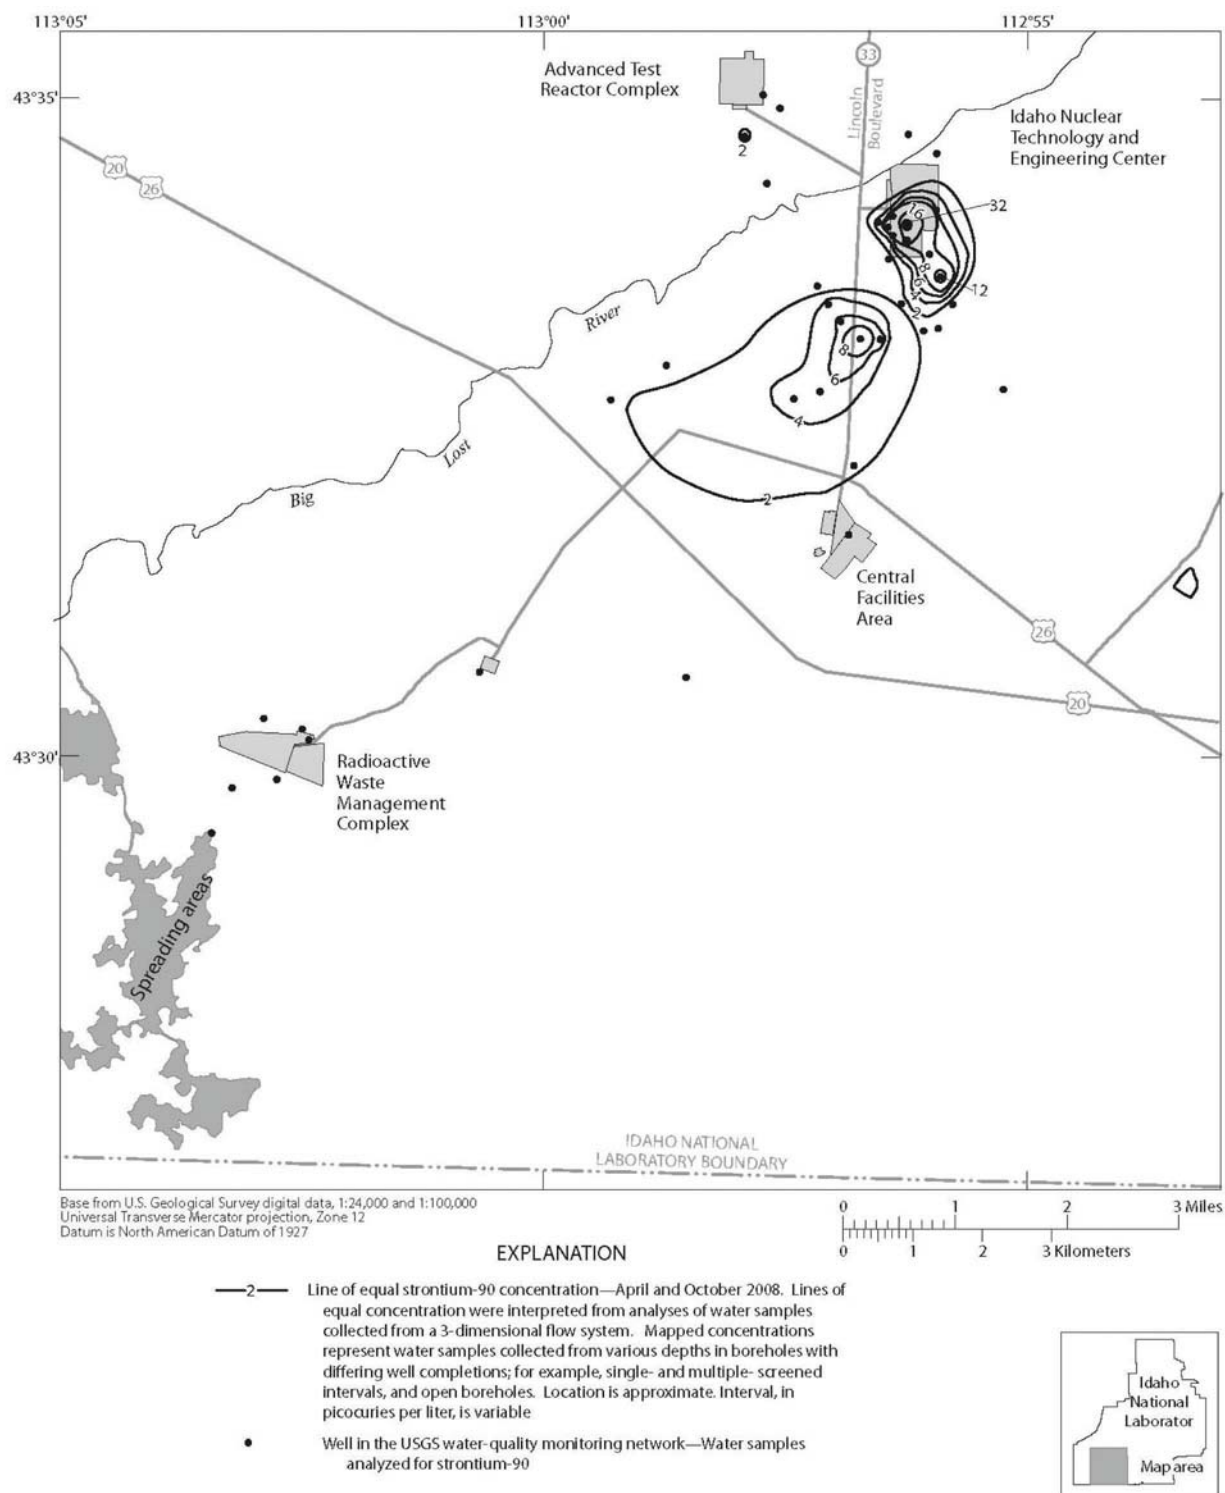 113°05'
113°00'
112°55'
33
Advanced Test
Reactor Complex
43°35'
Lincoln
Boulevard
Idaho Nuclear
Technology and
Engineering Center
2
20
26
16
32
8
6
4
12
2
River
8
6
4
Lost
Big
2
Central
Facilities
Area
26
20
43°30'
Radioactive
Waste
Management
Complex
Spreading areas
IDAHO NATIONAL
LABORATORY BOUNDARY
Base from U.S. Geological Survey digital data, 1:24,000 and 1:100,000
Universal Transverse Mercator projection, Zone 12
Datum is North American Datum of 1927
0 1 2 3 Miles
0 1 2 3 Kilometers
EXPLANATION
2 Line of equal strontium-90 concentration—April and October 2008. Lines of
equal concentration were interpreted from analyses of water samples
collected from a 3-dimensional flow system. Mapped concentrations
represent water samples collected from various depths in boreholes with
differing well completions; for example, single- and multiple- screened
intervals, and open boreholes. Location is approximate. Interval, in
picocuries per liter, is variable
Well in the USGS water-quality monitoring network—Water samples
analyzed for strontium-90
Idaho
National
Laborator
Map area